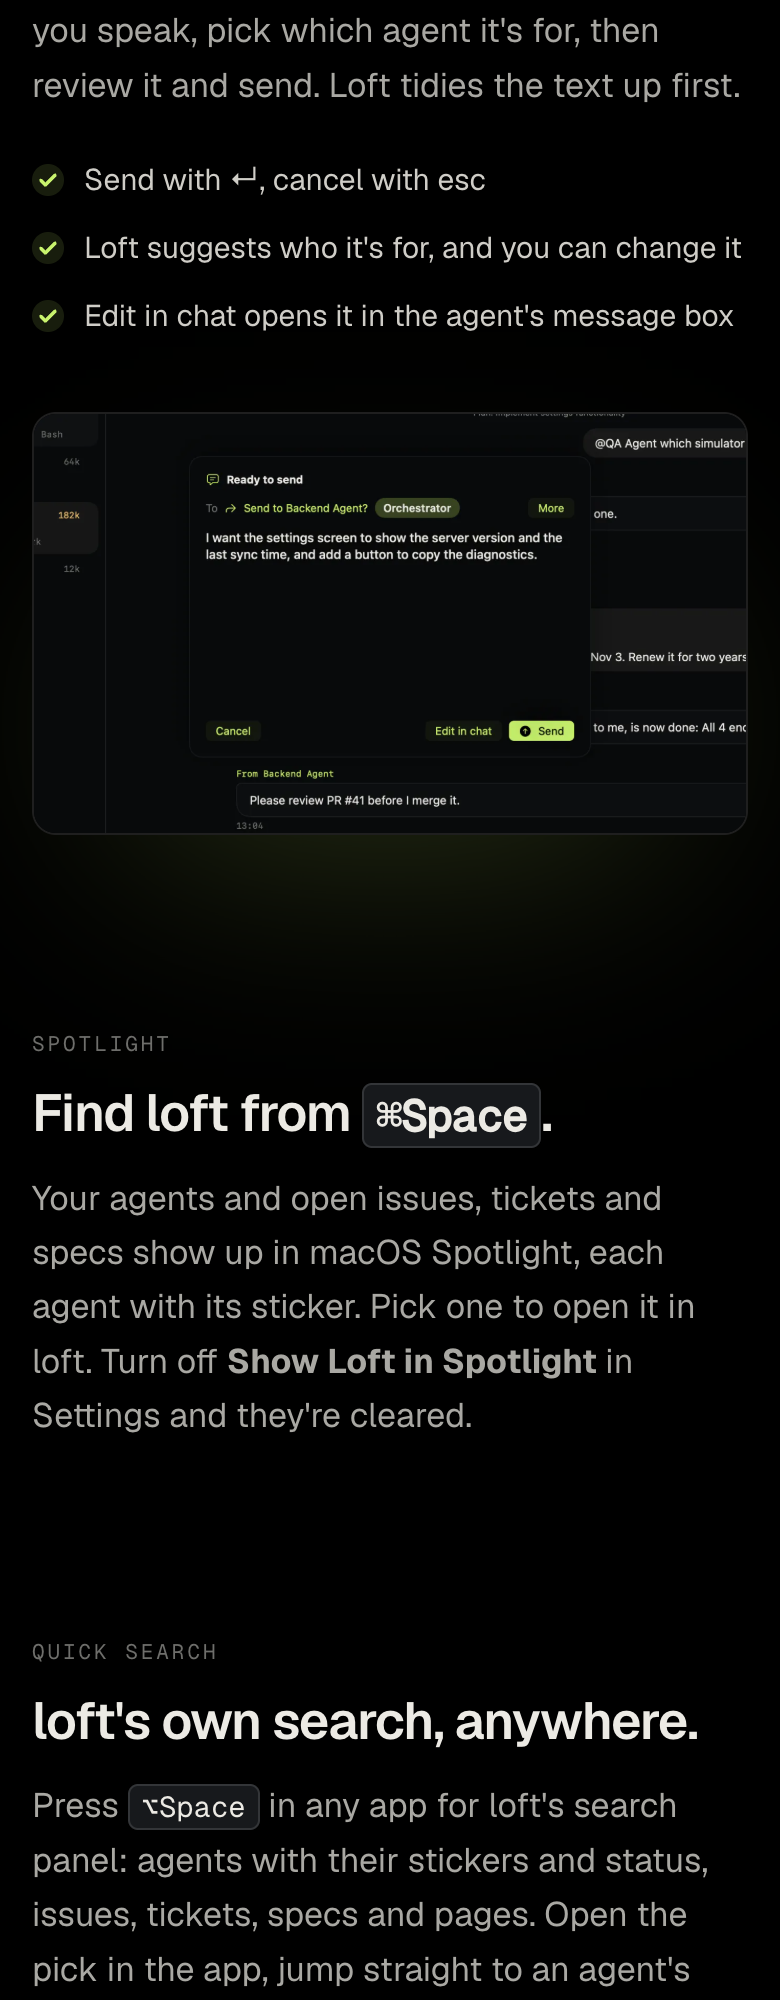 you speak, pick which agent it's for, then
review it and send. Loft tidies the text up first.
Send with ↵, cancel with esc
Loft suggests who it's for, and you can change it
Edit in chat opens it in the agent's message box
Plan: Implement settings functionality
Bash
@QA Agent which simulator
64k
Ready to send
To Send to Backend Agent? Orchestrator More
182k
one.
I want the settings screen to show the server version and the
last sync time, and add a button to copy the diagnostics.
12k
Nov 3. Renew it for two years
to me, is now done: All 4 end
Cancel Edit in chat Send
From Backend Agent
Please review PR #41 before I merge it.
13:04
SPOTLIGHT
Find loft from ⌘Space.
Your agents and open issues, tickets and
specs show up in macOS Spotlight, each
agent with its sticker. Pick one to open it in
loft. Turn off Show Loft in Spotlight in
Settings and they're cleared.
QUICK SEARCH
loft's own search, anywhere.
Press ⌥Space in any app for loft's search
panel: agents with their stickers and status,
issues, tickets, specs and pages. Open the
pick in the app, jump straight to an agent's